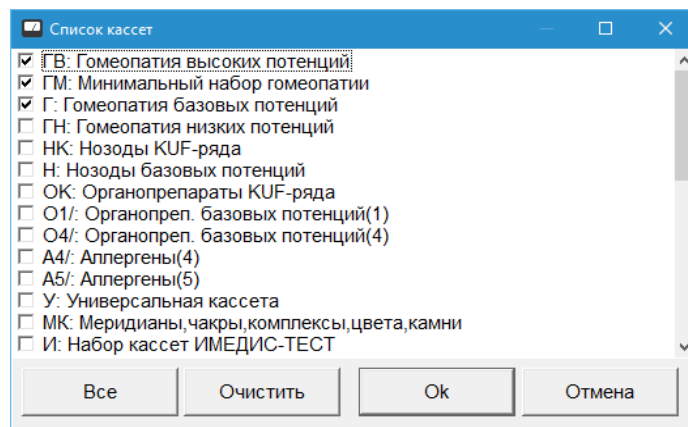 Список кассет
ГВ: Гомеопатия высоких потенций
ГМ: Минимальный набор гомеопатии
Г: Гомеопатия базовых потенций
ГН: Гомеопатия низких потенций
НК: Нозоды KUF-ряда
Н: Нозоды базовых потенций
ОК: Органопрепараты KUF-ряда
О1/: Органопреп. базовых потенций(1)
О4/: Органопреп. базовых потенций(4)
А4/: Аллергены(4)
А5/: Аллергены(5)
У: Универсальная кассета
МК: Меридианы,чакры,комплексы,цвета,камни
И: Набор кассет ИМЕДИС-ТЕСТ
Все Очистить Ok Отмена